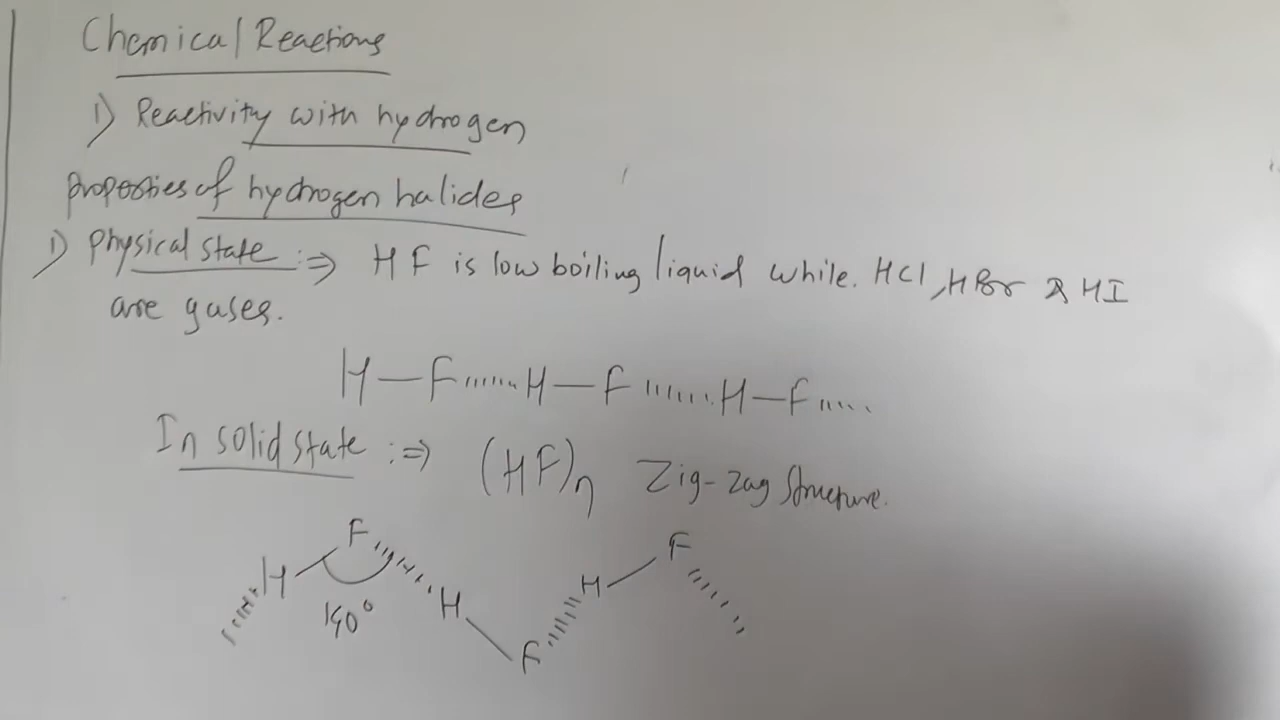 Chemical Reactions
1) Reactivity with hydrogen
properties of hydrogen halides
1) Physical state :⇒ HF is low boiling liquid while. HCl, HBr & HI
are gases.
H—F......H—F.......H—F.....
In solid state :⇒ (HF)n Zig-zag structure.
F F
H H
140° H
F